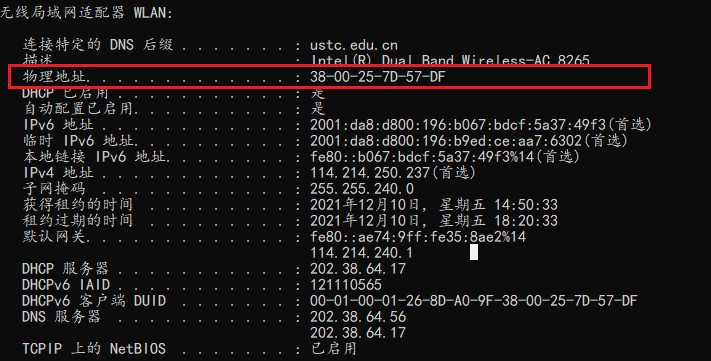 无线局域网适配器 WLAN:
连接特定的 DNS 后缀 . . . . . . . : ustc.edu.cn
描述. . . . . . . . . . . . . . . : Intel(R) Dual Band Wireless-AC 8265
物理地址. . . . . . . . . . . . . : 38-00-25-7D-57-DF
DHCP 已启用 . . . . . . . . . . . : 是
自动配置已启用. . . . . . . . . . : 是
IPv6 地址 . . . . . . . . . . . . : 2001:da8:d800:196:b067:bdcf:5a37:49f3(首选)
临时 IPv6 地址. . . . . . . . . . : 2001:da8:d800:196:b9ed:ce:aa7:6302(首选)
本地链接 IPv6 地址. . . . . . . . : fe80::b067:bdcf:5a37:49f3%14(首选)
IPv4 地址 . . . . . . . . . . . . : 114.214.250.237(首选)
子网掩码 . . . . . . . . . . . . : 255.255.240.0
获得租约的时间 . . . . . . . . . : 2021年12月10日, 星期五 14:50:33
租约过期的时间 . . . . . . . . . : 2021年12月10日, 星期五 18:20:33
默认网关. . . . . . . . . . . . . : fe80::ae74:9ff:fe35:8ae2%14
114.214.240.1
DHCP 服务器 . . . . . . . . . . . : 202.38.64.17
DHCPv6 IAID . . . . . . . . . . . : 121110565
DHCPv6 客户端 DUID . . . . . . . : 00-01-00-01-26-8D-A0-9F-38-00-25-7D-57-DF
DNS 服务器 . . . . . . . . . . . : 202.38.64.56
202.38.64.17
TCPIP 上的 NetBIOS . . . . . . . : 已启用